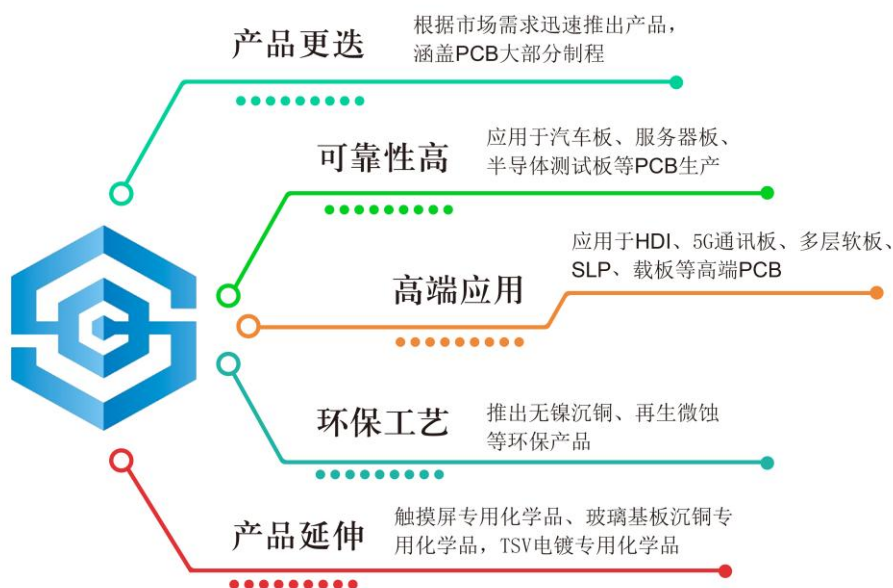 产品更迭
根据市场需求迅速推出产品，
涵盖PCB大部分制程
可靠性高
应用于汽车板、服务器板、
半导体测试板等PCB生产
高端应用
应用于HDI、5G通讯板、多层软板、
SLP、载板等高端PCB
环保工艺
推出无镍沉铜、再生微蚀
等环保产品
产品延伸
触摸屏专用化学品、玻璃基板沉铜专
用化学品，TSV电镀专用化学品